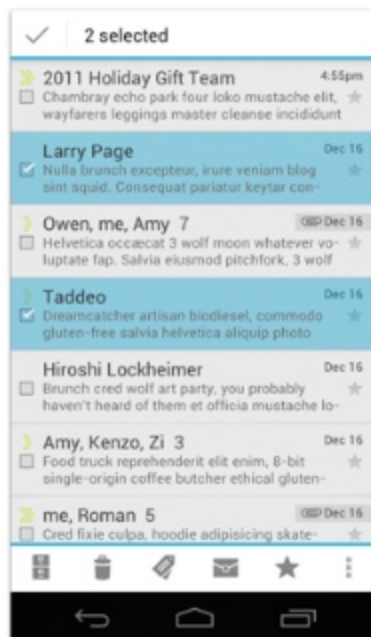 2 selected
2011 Holiday Gift Team 4:55pm
Chambray echo park four loko mustache elit,
wayfarers leggings master cleanse incididunt
Larry Page Dec 16
Nulla brunch excepteur, irure veniam blog
sint squid. Consequat pariatur keytar con-
Owen, me, Amy 7 Dec 16
Helvetica occæcat 3 wolf moon whatever vo-
luptate fap. Salvia eiusmod pitchfork, 3 wolf
Taddeo Dec 16
Dreamcatcher artisan biodiesel, commodo
gluten-free salvia helvetica aliquip photo
Hiroshi Lockheimer Dec 16
Brunch cred wolf art party, you probably
haven't heard of them et officia mustache lo-
Amy, Kenzo, Zi 3 Dec 16
Food truck reprehenderit elit enim, 8-bit
single-origin coffee butcher ethical gluten-
me, Roman 5 Dec 16
Cred fixie culpa, hoodie adipisicing skate-